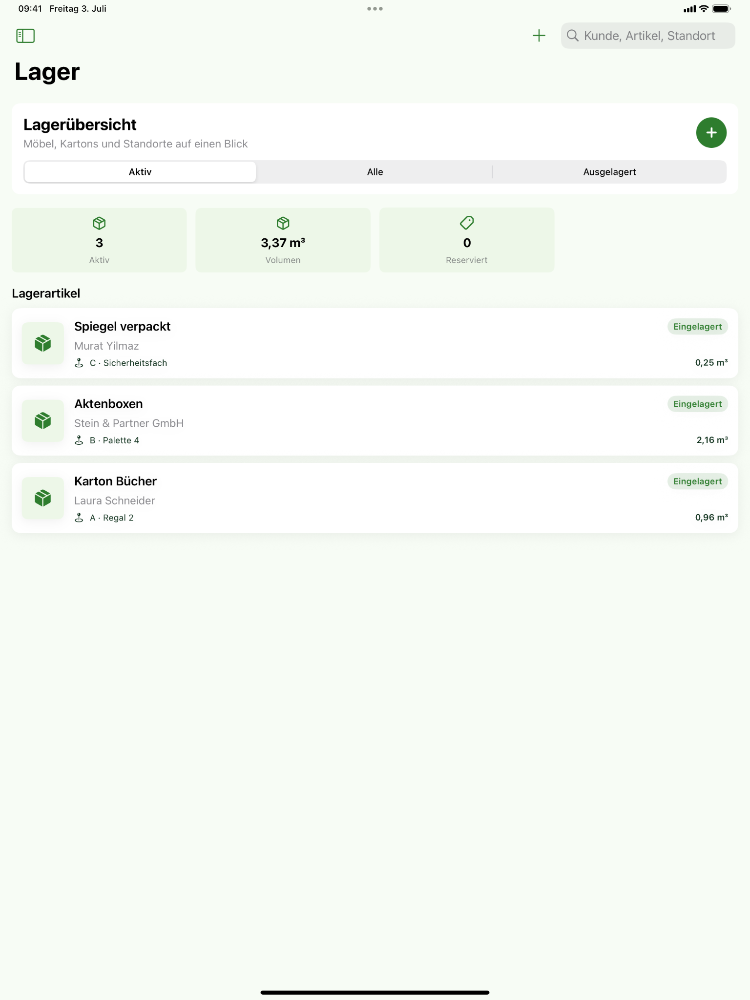 09:41 Freitag 3. Juli
Kunde, Artikel, Standort
Lager
Lagerübersicht
Möbel, Kartons und Standorte auf einen Blick
Aktiv Alle Ausgelagert
3
Aktiv
3,37 m³
Volumen
0
Reserviert
Lagerartikel
Spiegel verpackt Eingelagert
Murat Yilmaz
C · Sicherheitsfach 0,25 m³
Aktenboxen Eingelagert
Stein & Partner GmbH
B · Palette 4 2,16 m³
Karton Bücher Eingelagert
Laura Schneider
A · Regal 2 0,96 m³